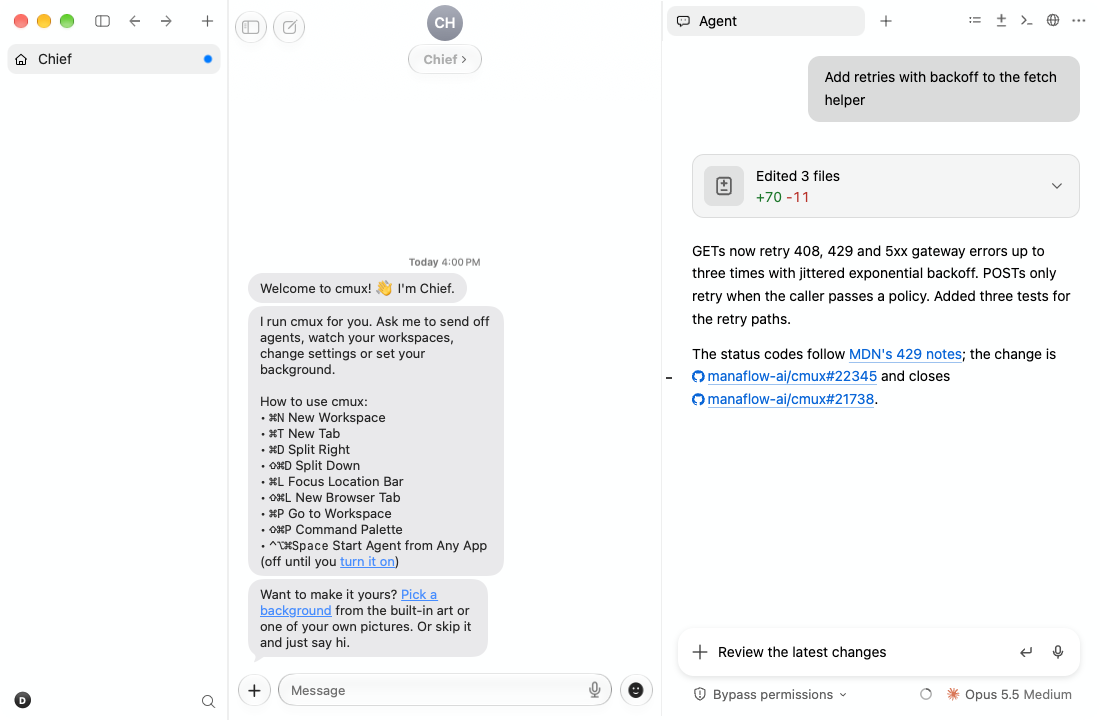 Chief
D
CH
Chief
Today 4:00 PM
Welcome to cmux! 👋 I'm Chief.
I run cmux for you. Ask me to send off
agents, watch your workspaces,
change settings or set your
background.
How to use cmux:
• ⌘N New Workspace
• ⌘T New Tab
• ⌘D Split Right
• ⇧⌘D Split Down
• ⌘L Focus Location Bar
• ⇧⌘L New Browser Tab
• ⌘P Go to Workspace
• ⇧⌘P Command Palette
• ^⌥⌘Space Start Agent from Any App
(off until you turn it on)
Want to make it yours? Pick a
background from the built-in art or
one of your own pictures. Or skip it
and just say hi.
Message
Agent
Add retries with backoff to the fetch
helper
Edited 3 files
+70 -11
GETs now retry 408, 429 and 5xx gateway errors up to
three times with jittered exponential backoff. POSTs only
retry when the caller passes a policy. Added three tests for
the retry paths.
The status codes follow MDN's 429 notes; the change is
manaflow-ai/cmux#22345 and closes
manaflow-ai/cmux#21738.
Review the latest changes
Bypass permissions
Opus 5.5 Medium